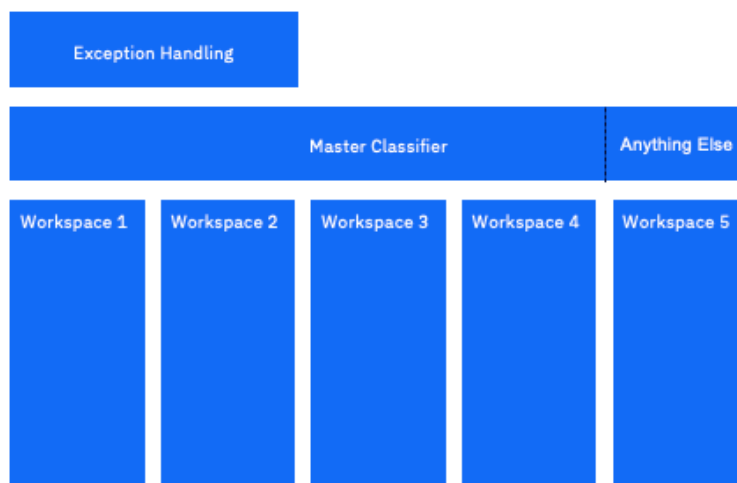 Exception Handling
Master Classifier
Anything Else
Workspace 1
Workspace 2
Workspace 3
Workspace 4
Workspace 5